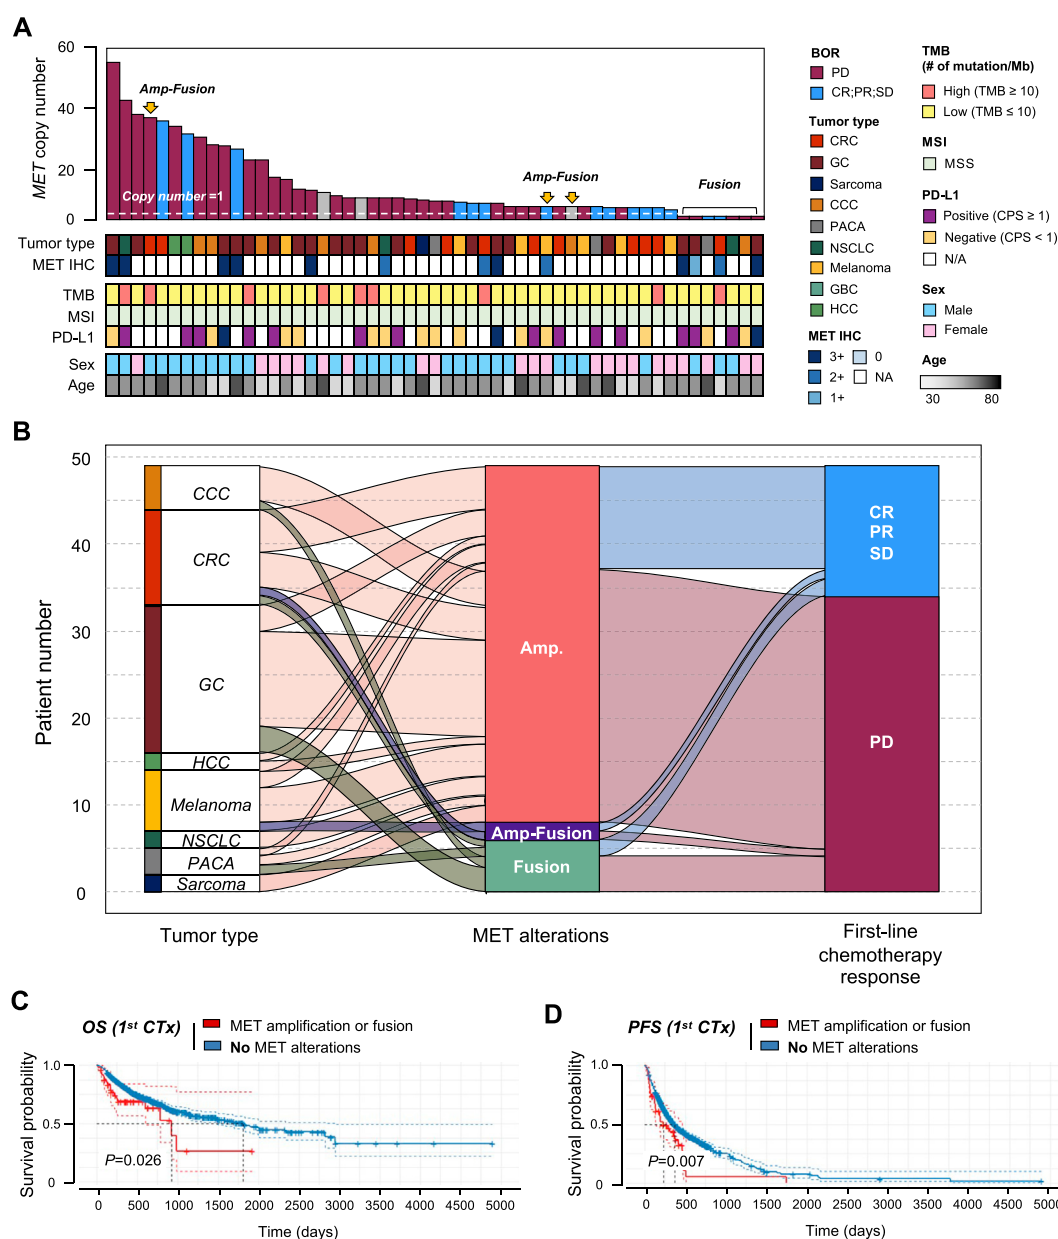 A
60
40
20
0
MET copy number
Amp-Fusion
Amp-Fusion
Fusion
Copy number =1
Tumor type
MET IHC
TMB
MSI
PD-L1
Sex
Age
BOR
PD
CR;PR;SD
Tumor type
CRC
GC
Sarcoma
CCC
PACA
NSCLC
Melanoma
GBC
HCC
MET IHC
3+
0
2+
NA
1+
TMB
(# of mutation/Mb)
High (TMB ≥ 10)
Low (TMB ≤ 10)
MSI
MSS
PD-L1
Positive (CPS ≥ 1)
Negative (CPS < 1)
N/A
Sex
Male
Female
Age
30 80
B
50
40
30
20
10
0
Patient number
CCC
CRC
GC
HCC
Melanoma
NSCLC
PACA
Sarcoma
Amp.
Amp-Fusion
Fusion
CR
PR
SD
PD
Tumor type
MET alterations
First-line
chemotherapy
response
C
OS (1st CTx)
MET amplification or fusion
No MET alterations
Survival probability
1.0
0.5
0
P=0.026
0 500 1000 1500 2000 2500 3000 3500 4000 4500 5000
Time (days)
D
PFS (1st CTx)
MET amplification or fusion
No MET alterations
Survival probability
1.0
0.5
0
P=0.007
0 500 1000 1500 2000 2500 3000 3500 4000 4500 5000
Time (days)